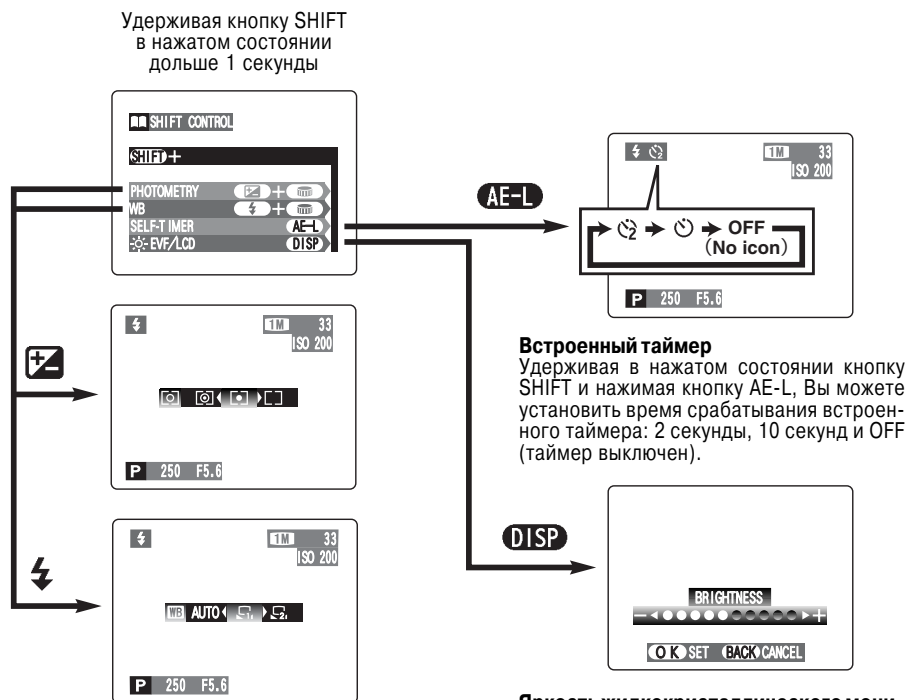 Удерживая кнопку SHIFT
в нажатом состоянии
дольше 1 секунды
SHIFT CONTROL
SHIFT +
PHOTOMETRY +
WB +
SELF-TIMER AE-L
EVF/LCD DISP
AE-L
1M 33
ISO 200
2 OFF
(No icon)
P 250 F5.6
Встроенный таймер
Удерживая в нажатом состоянии кнопку
SHIFT и нажимая кнопку AE-L, Вы можете
установить время срабатывания встроен-
ного таймера: 2 секунды, 10 секунд и OFF
(таймер выключен).
1M 33
ISO 200
P 250 F5.6
1M 33
ISO 200
WB AUTO 1 2
P 250 F5.6
DISP
BRIGHTNESS
- +
OK SET BACK CANCEL